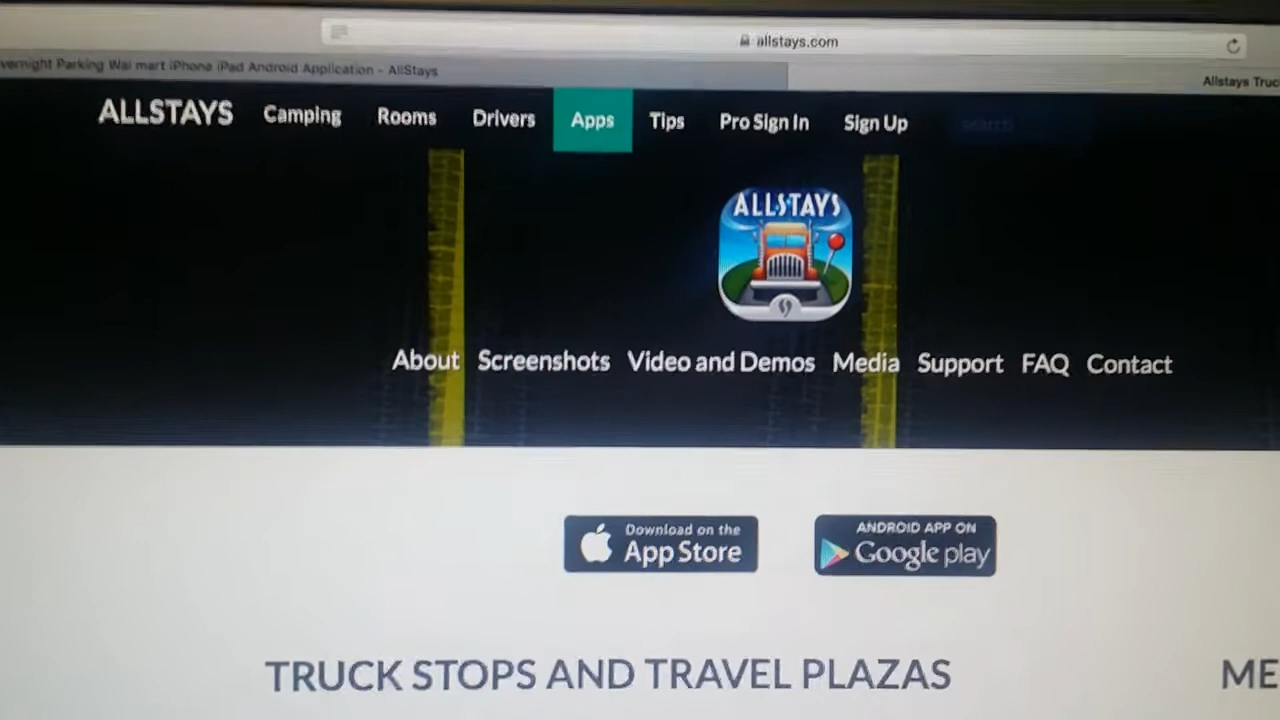 allstays.com
vernight Parking Wal mart iPhone iPad Android Application - AllStays
Allstays Truc
ALLSTAYS Camping Rooms Drivers Apps Tips Pro Sign In Sign Up search
ALLSTAYS
About Screenshots Video and Demos Media Support FAQ Contact
Download on the
App Store
ANDROID APP ON
Google play
TRUCK STOPS AND TRAVEL PLAZAS
ME